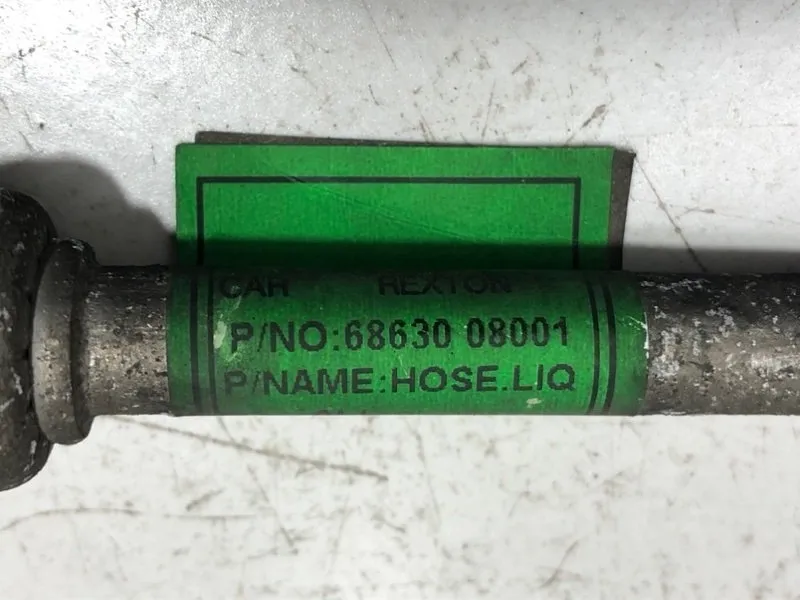 CAR REXTON
P/NO:68630 08001
P/NAME:HOSE.LIQ